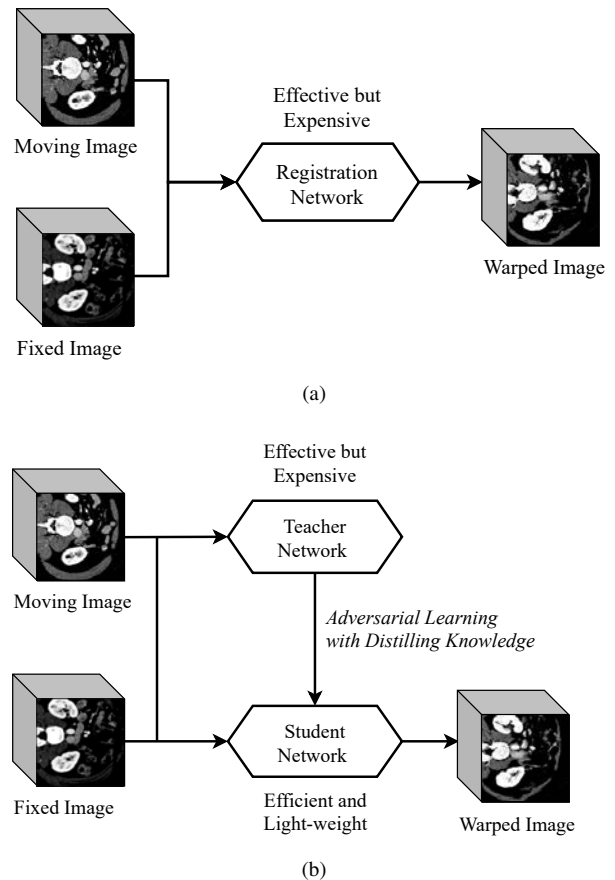 Moving Image
Effective but
Expensive
Registration
Network
Warped Image
Fixed Image
(a)
Effective but
Expensive
Teacher
Network
Moving Image
Adversarial Learning
with Distilling Knowledge
Student
Network
Fixed Image
Efficient and
Light-weight
Warped Image
(b)